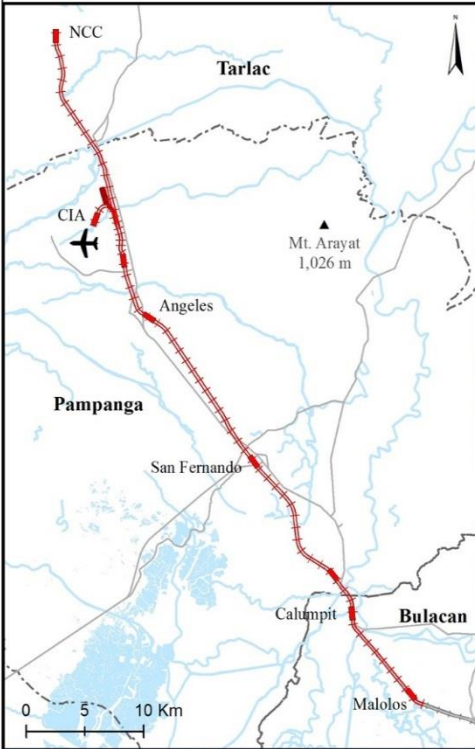 N
NCC
Tarlac
CIA
Mt. Arayat
1,026 m
Angeles
Pampanga
San Fernando
Calumpit
Bulacan
Malolos
0 5 10 Km